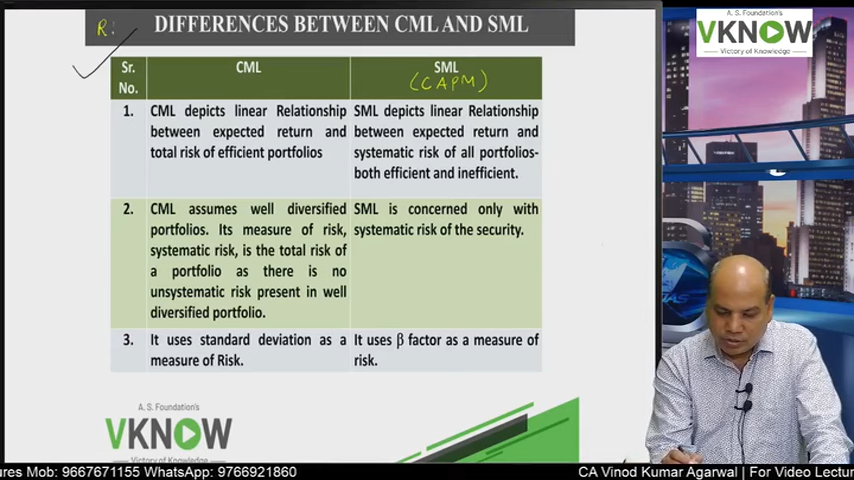 R:
DIFFERENCES BETWEEN CML AND SML
A. S. Foundation's
VKNOW
Victory of Knowledge
Sr.
No.
CML
SML
(CAPM)
1.
CML depicts linear Relationship
between expected return and
total risk of efficient portfolios
SML depicts linear Relationship
between expected return and
systematic risk of all portfolios-
both efficient and inefficient.
2.
CML assumes well diversified
portfolios. Its measure of risk,
systematic risk, is the total risk of
a portfolio as there is no
unsystematic risk present in well
diversified portfolio.
SML is concerned only with
systematic risk of the security.
3.
It uses standard deviation as a
measure of Risk.
It uses β factor as a measure of
risk.
A. S. Foundation's
VKNOW
Victory of Knowledge
ures Mob: 9667671155 WhatsApp: 9766921860
CA Vinod Kumar Agarwal | For Video Lectur